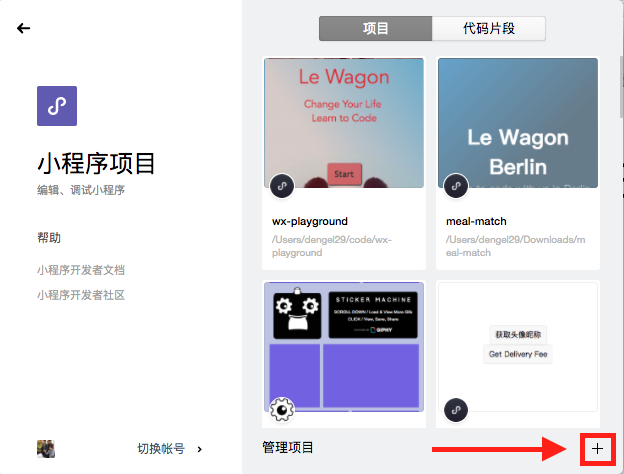 项目
代码片段
小程序项目
编辑、调试小程序
帮助
小程序开发者文档
小程序开发者社区
切换帐号
Le Wagon
Change Your Life
Learn to Code
Start
wx-playground
/Users/dengel29/code/wx-
playground
Le Wagon
Berlin
meal-match
/Users/dengel29/Downloads/m
eal-match
STICKER MACHINE
SCROLL DOWN / Load & View More Gifs
CLICK / View, Save, Share
GIPHY
获取头像昵称
Get Delivery Fee
管理项目